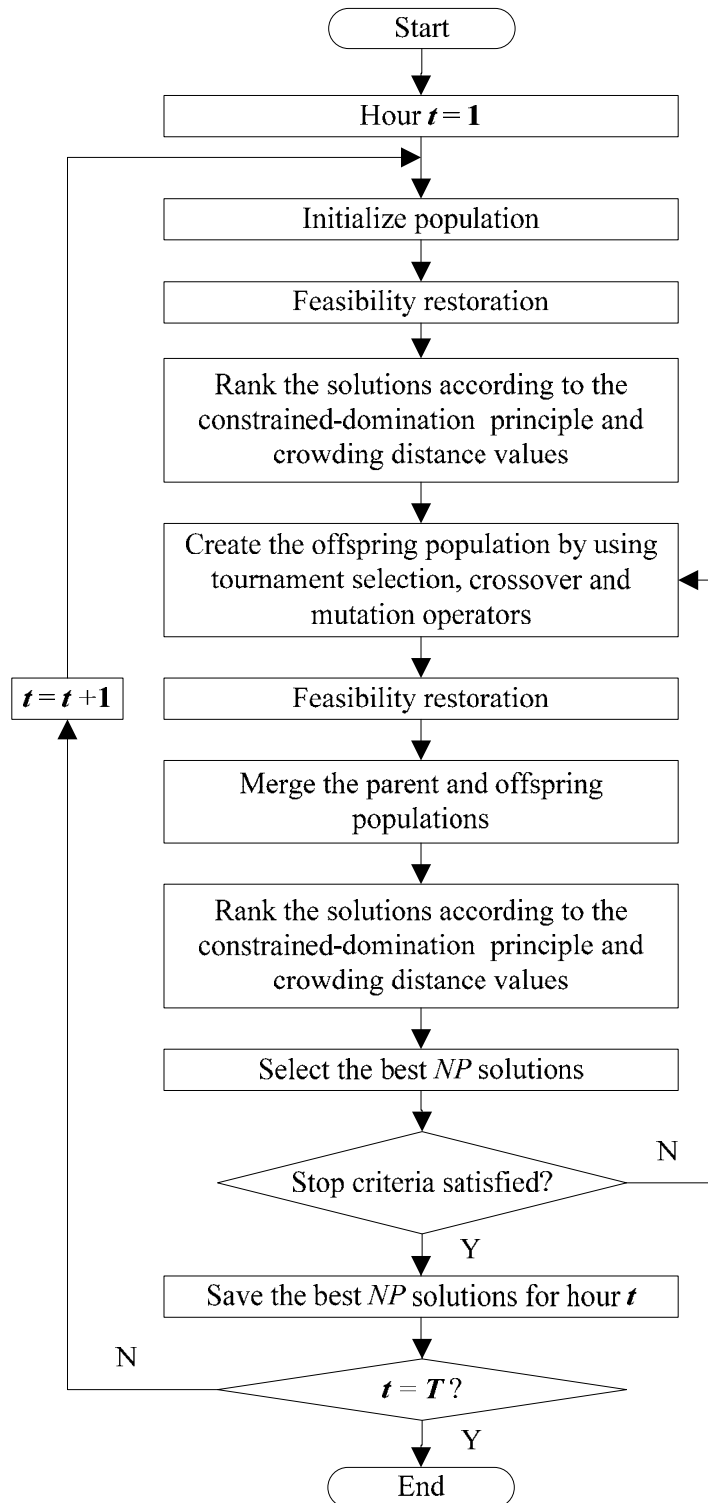 Start
Hour t = 1
Initialize population
Feasibility restoration
Rank the solutions according to the
constrained-domination principle and
crowding distance values
Create the offspring population by using
tournament selection, crossover and
mutation operators
t = t +1
Feasibility restoration
Merge the parent and offspring
populations
Rank the solutions according to the
constrained-domination principle and
crowding distance values
Select the best NP solutions
N
Stop criteria satisfied?
Y
Save the best NP solutions for hour t
N
t = T ?
Y
End